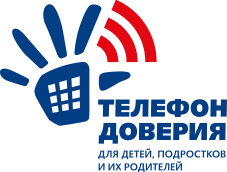 ТЕЛЕФОН
ДОВЕРИЯ
ДЛЯ ДЕТЕЙ, ПОДРОСТКОВ
И ИХ РОДИТЕЛЕЙ